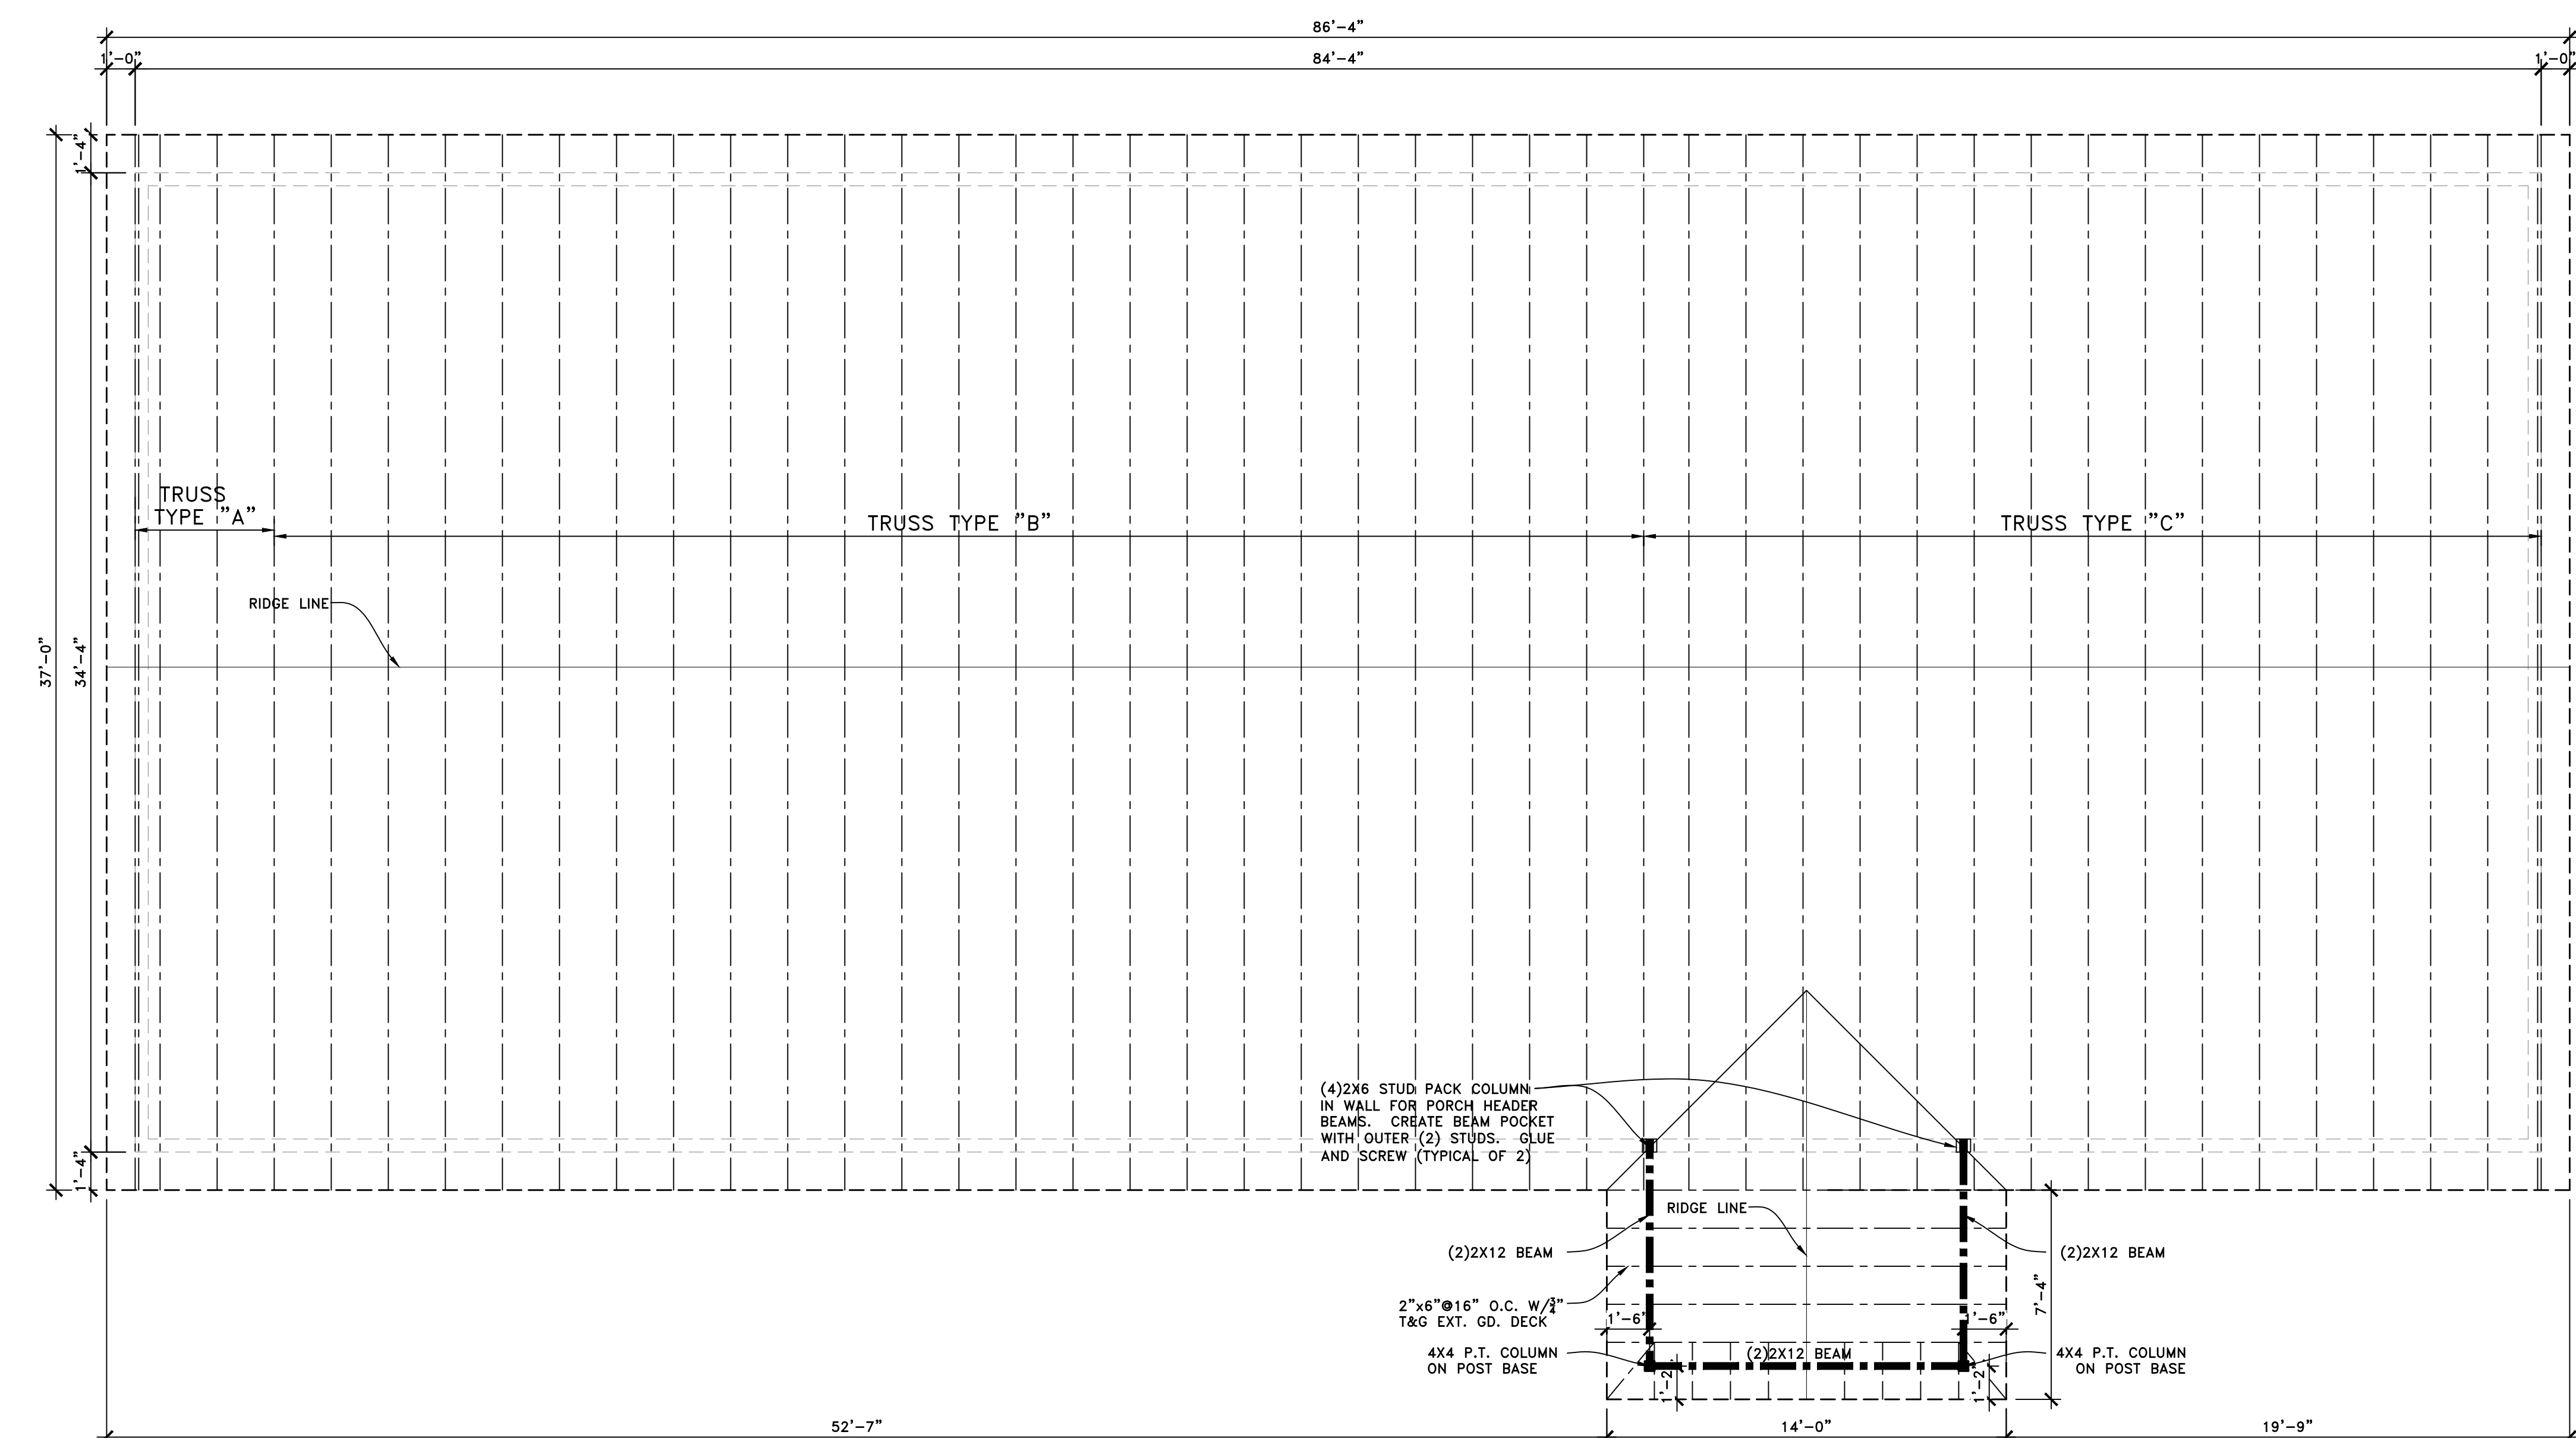 86'-4"
1'-0"
84'-4"
1'-0"
1'-4"
TRUSS
TYPE "A"
TRUSS TYPE "B"
TRUSS TYPE "C"
RIDGE LINE
37'-0"
34'-4"
(4)2X6 STUD PACK COLUMN
IN WALL FOR PORCH HEADER
BEAMS. CREATE BEAM POCKET
WITH OUTER (2) STUDS. GLUE
AND SCREW (TYPICAL OF 2)
1'-4"
RIDGE LINE
(2)2X12 BEAM
(2)2X12 BEAM
7'-4"
2"x6"@16" O.C. W/¾"
T&G EXT. GD. DECK
1'-6"
1'-6"
4X4 P.T. COLUMN
ON POST BASE
(2)2X12 BEAM
4X4 P.T. COLUMN
ON POST BASE
1'-2"
1'-2"
52'-7"
14'-0"
19'-9"